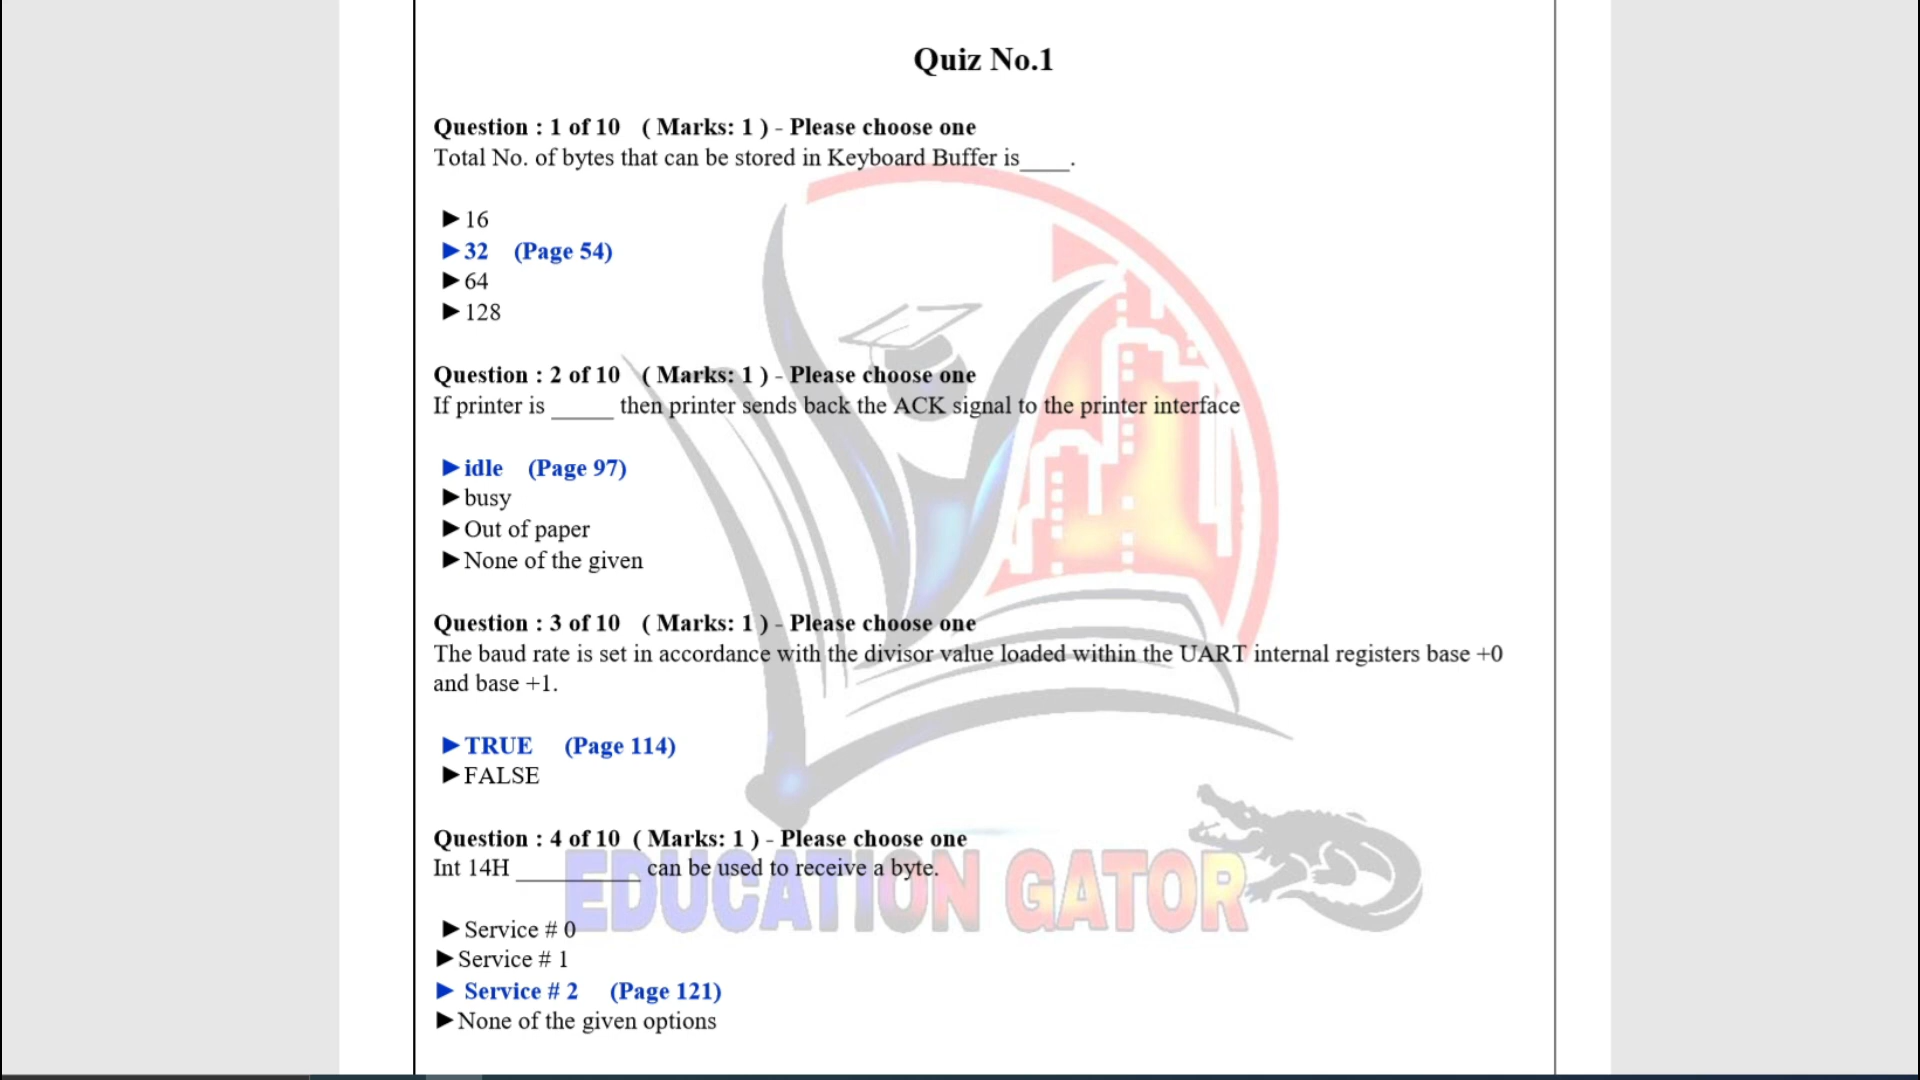 Quiz No.1
Question : 1 of 10 ( Marks: 1 ) - Please choose one
Total No. of bytes that can be stored in Keyboard Buffer is____.
►16
►32 (Page 54)
►64
►128
Question : 2 of 10 ( Marks: 1 ) - Please choose one
If printer is _____ then printer sends back the ACK signal to the printer interface
►idle (Page 97)
►busy
►Out of paper
►None of the given
Question : 3 of 10 ( Marks: 1 ) - Please choose one
The baud rate is set in accordance with the divisor value loaded within the UART internal registers base +0
and base +1.
►TRUE (Page 114)
►FALSE
Question : 4 of 10 ( Marks: 1 ) - Please choose one
Int 14H __________ can be used to receive a byte.
EDUCATION GATOR
►Service # 0
►Service # 1
► Service # 2 (Page 121)
►None of the given options